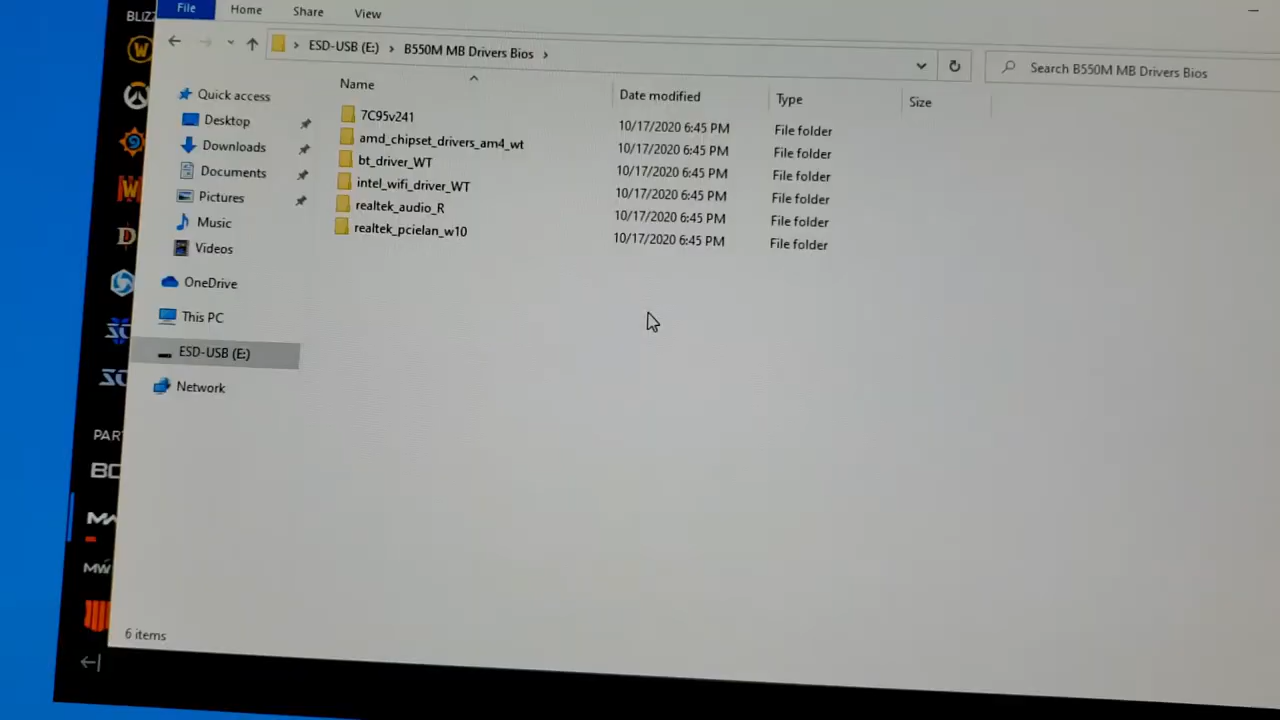 BLIZZ
File Home Share View
ESD-USB (E:) › B550M MB Drivers Bios ›
Search B550M MB Drivers Bios
Name Date modified Type Size
Quick access
Desktop
Downloads
Documents
Pictures
Music
Videos
OneDrive
This PC
ESD-USB (E:)
Network
7C95v241 10/17/2020 6:45 PM File folder
amd_chipset_drivers_am4_wt 10/17/2020 6:45 PM File folder
bt_driver_WT 10/17/2020 6:45 PM File folder
intel_wifi_driver_WT 10/17/2020 6:45 PM File folder
realtek_audio_R 10/17/2020 6:45 PM File folder
realtek_pcielan_w10 10/17/2020 6:45 PM File folder
PAR
MW
6 items